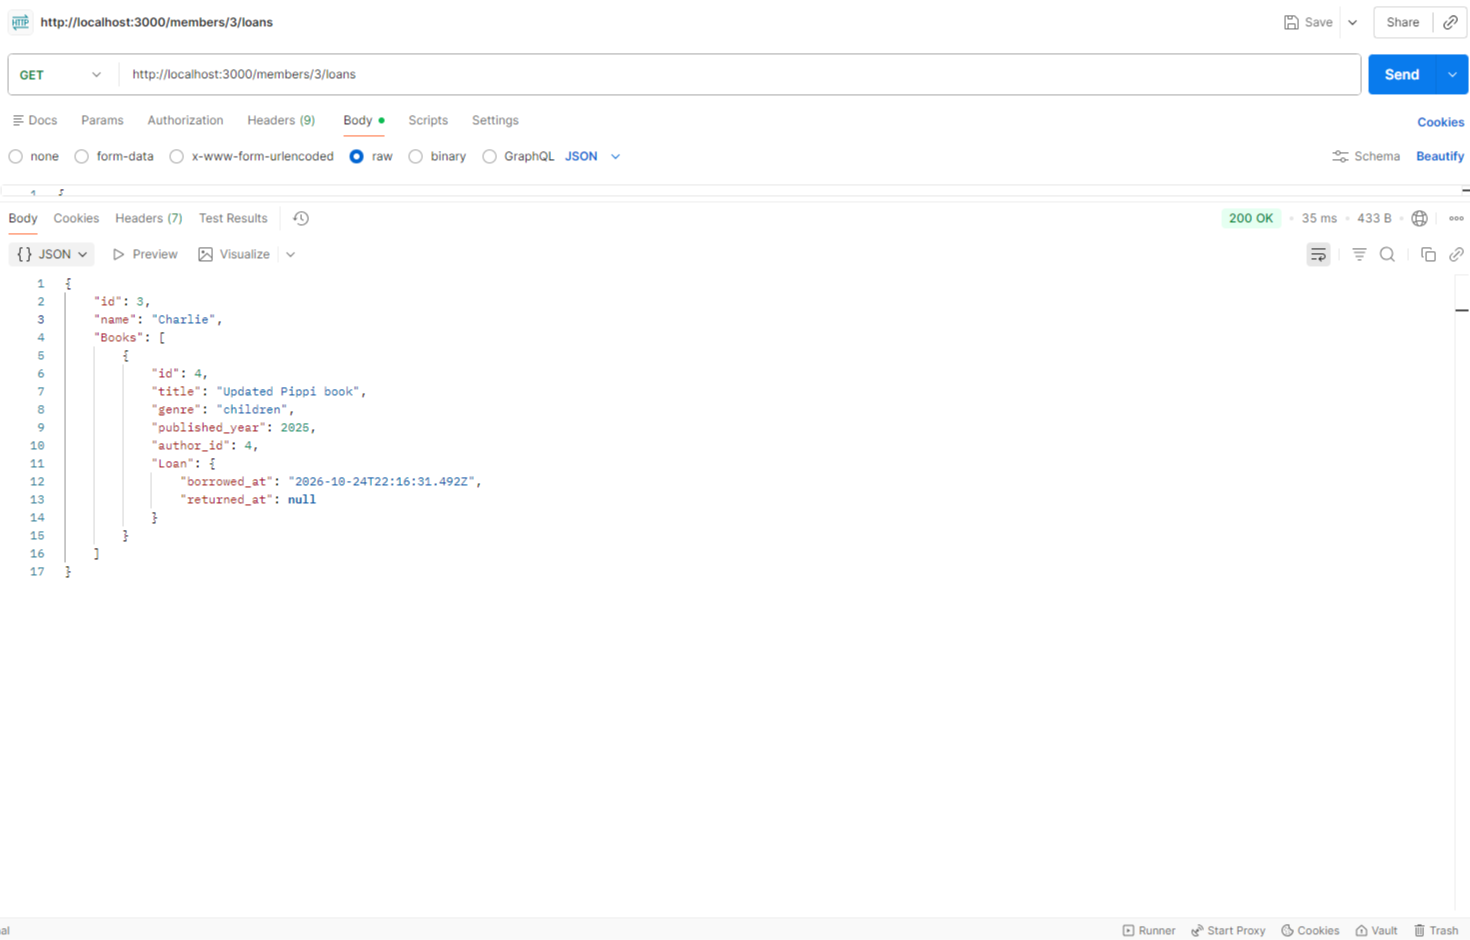 HTTP http://localhost:3000/members/3/loans Save Share
GET http://localhost:3000/members/3/loans Send
Docs Params Authorization Headers (9) Body Scripts Settings Cookies
none form-data x-www-form-urlencoded raw binary GraphQL JSON Schema Beautify
1 {
Body Cookies Headers (7) Test Results 200 OK • 35 ms • 433 B •
{} JSON Preview Visualize
1 {
2 "id": 3,
3 "name": "Charlie",
4 "Books": [
5 {
6 "id": 4,
7 "title": "Updated Pippi book",
8 "genre": "children",
9 "published_year": 2025,
10 "author_id": 4,
11 "Loan": {
12 "borrowed_at": "2026-10-24T22:16:31.492Z",
13 "returned_at": null
14 }
15 }
16 ]
17 }
al Runner Start Proxy Cookies Vault Trash